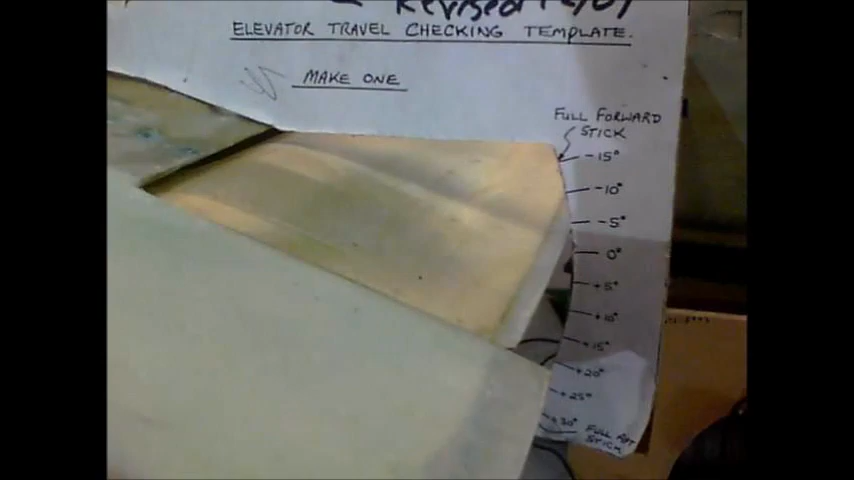 Revised
ELEVATOR TRAVEL CHECKING TEMPLATE.
MAKE ONE
FULL FORWARD
STICK
-15°
-10°
-5°
0°
+5°
+10°
+15°
+20°
+25°
+30°
FULL AFT
STICK